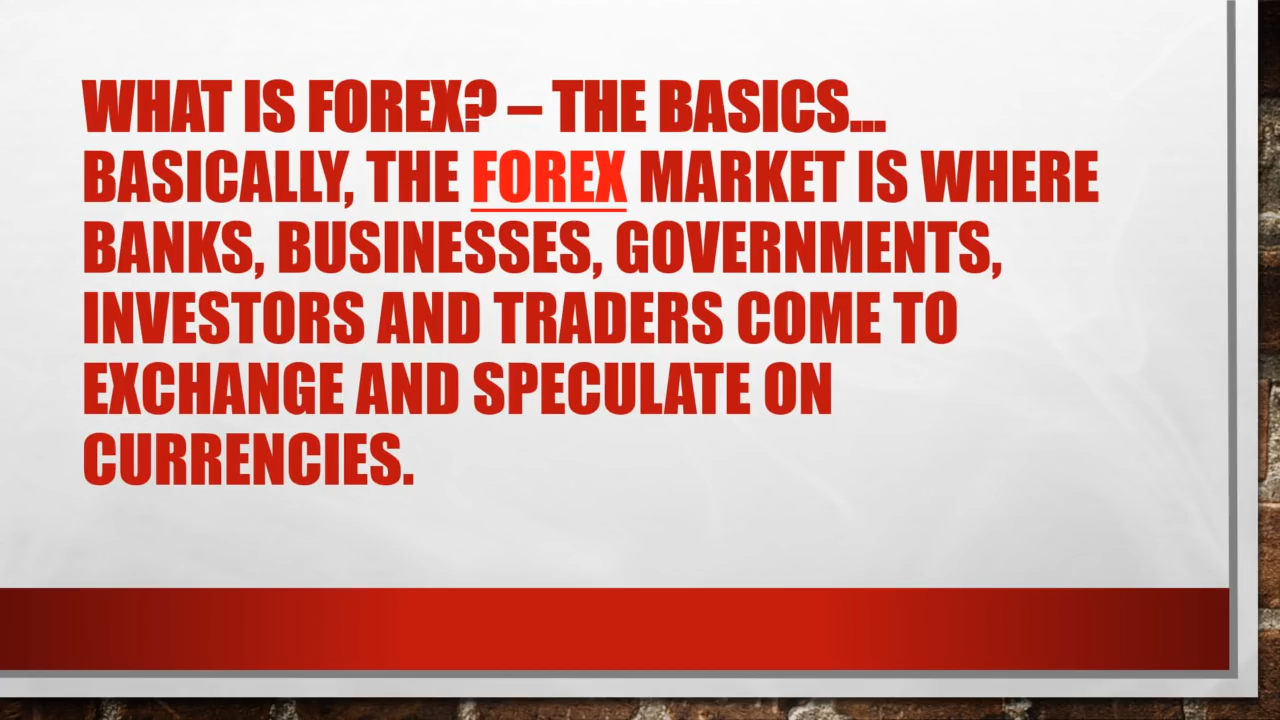 WHAT IS FOREX? – THE BASICS...
BASICALLY, THE FOREX MARKET IS WHERE
BANKS, BUSINESSES, GOVERNMENTS,
INVESTORS AND TRADERS COME TO
EXCHANGE AND SPECULATE ON
CURRENCIES.